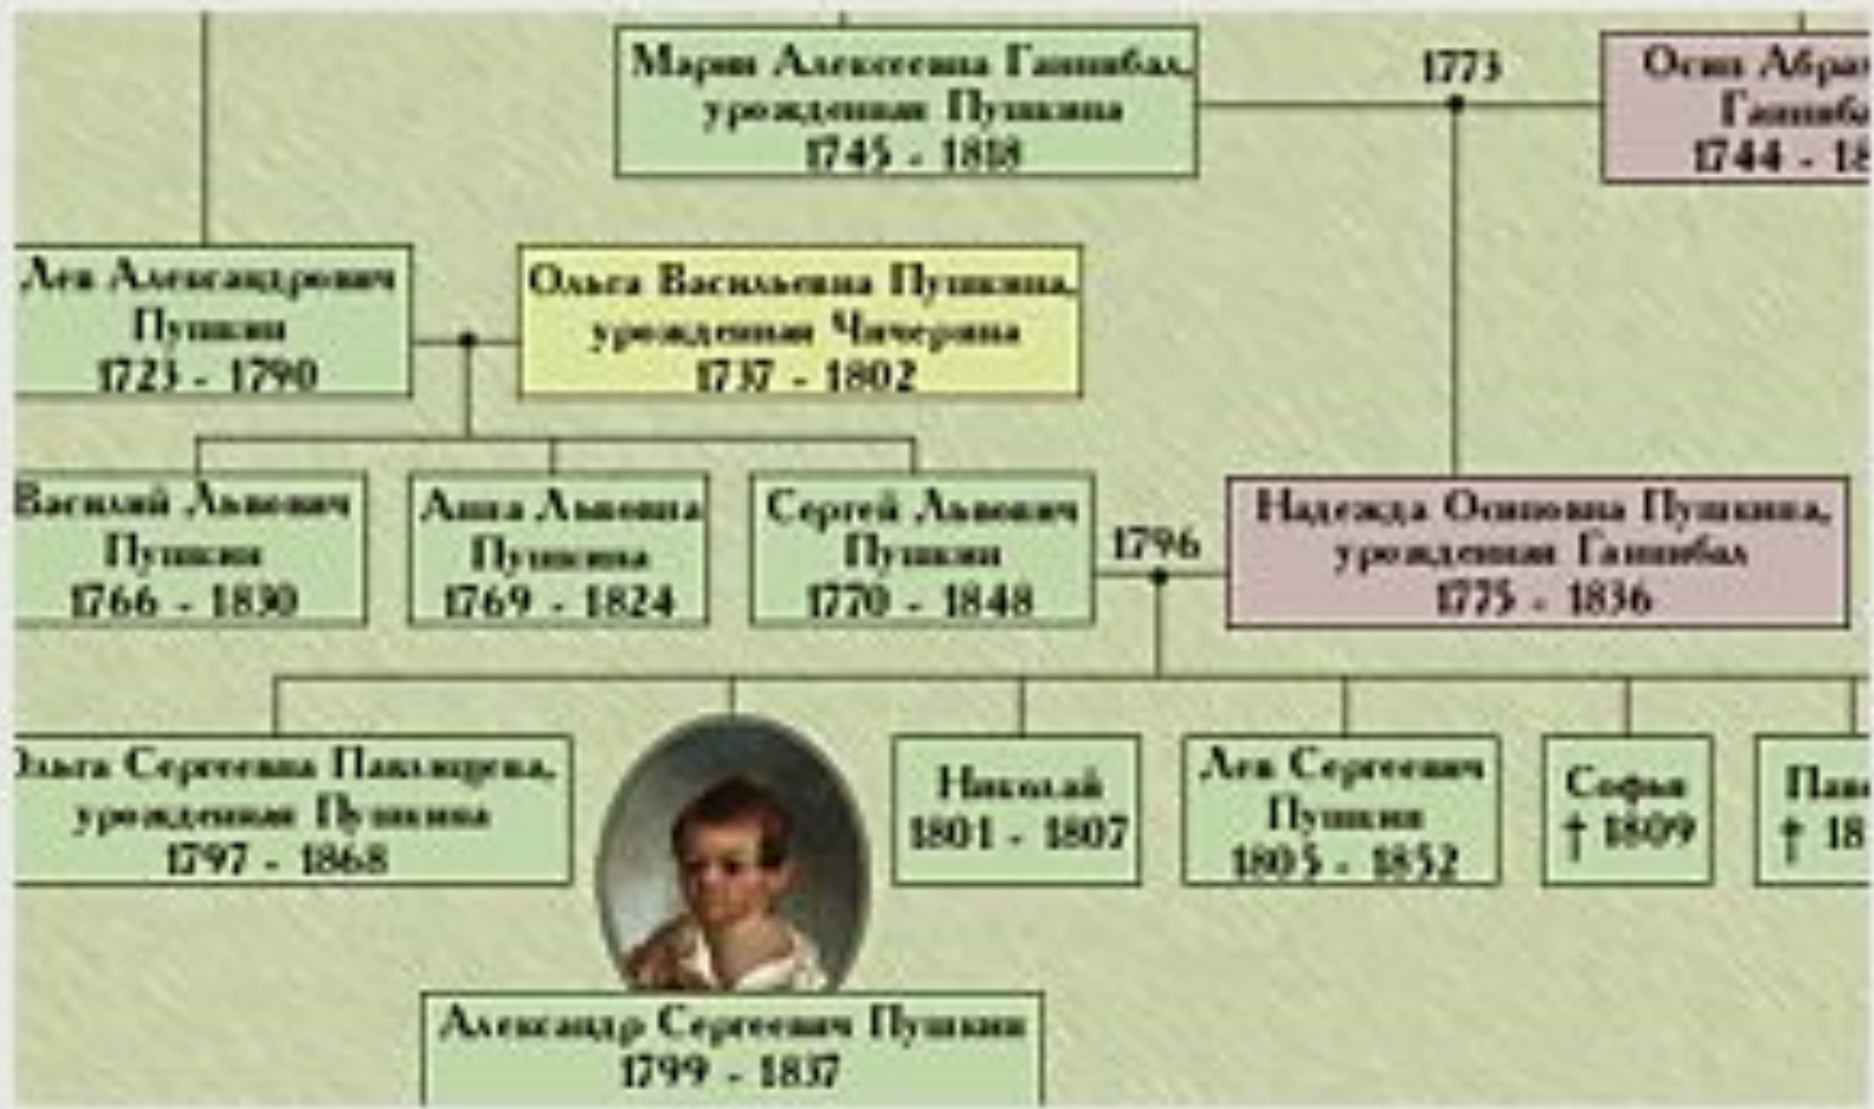 Мария Алексеевна Ганнибал,
урожденная Пушкина
1745 - 1818
1773
Осип
1744 -
Лев Александрович
Пушкин
1723 - 1790
Ольга Васильевна Пушкина,
урожденная Чичерина
1737 - 1802
Василий Львович
Пушкин
1766 - 1830
Анна Львовна
Пушкина
1769 - 1824
Сергей Львович
Пушкин
1770 - 1848
1796
Надежда Осиповна Пушкина,
урожденная Ганнибал
1775 - 1836
Ольга Сергеевна Павлищева,
урожденная Пушкина
1797 - 1868
Николай
1801 - 1807
Лев Сергеевич
Пушкин
1805 - 1852
Софья
† 1809
Александр Сергеевич Пушкин
1799 - 1837